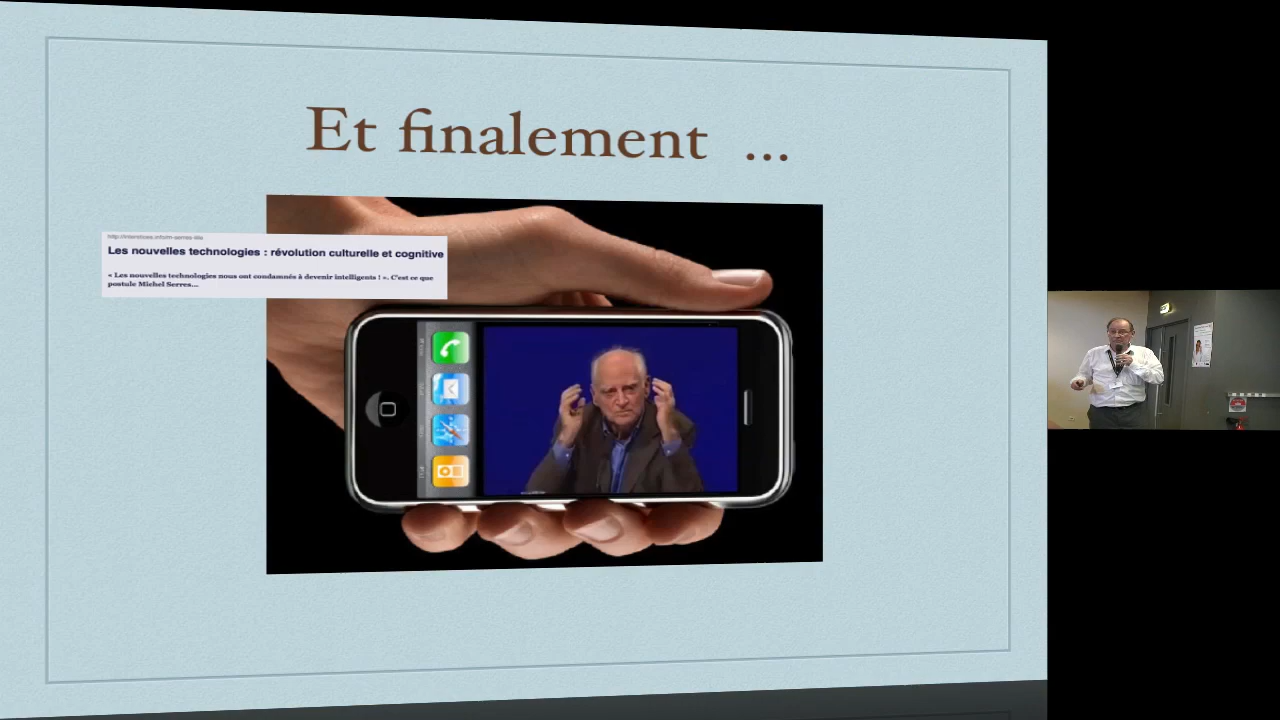 Et finalement ...
Les nouvelles technologies : révolution culturelle et cognitive
« Les nouvelles technologies nous ont condamnés à devenir intelligents ! ». C'est ce que
postule Michel Serres...